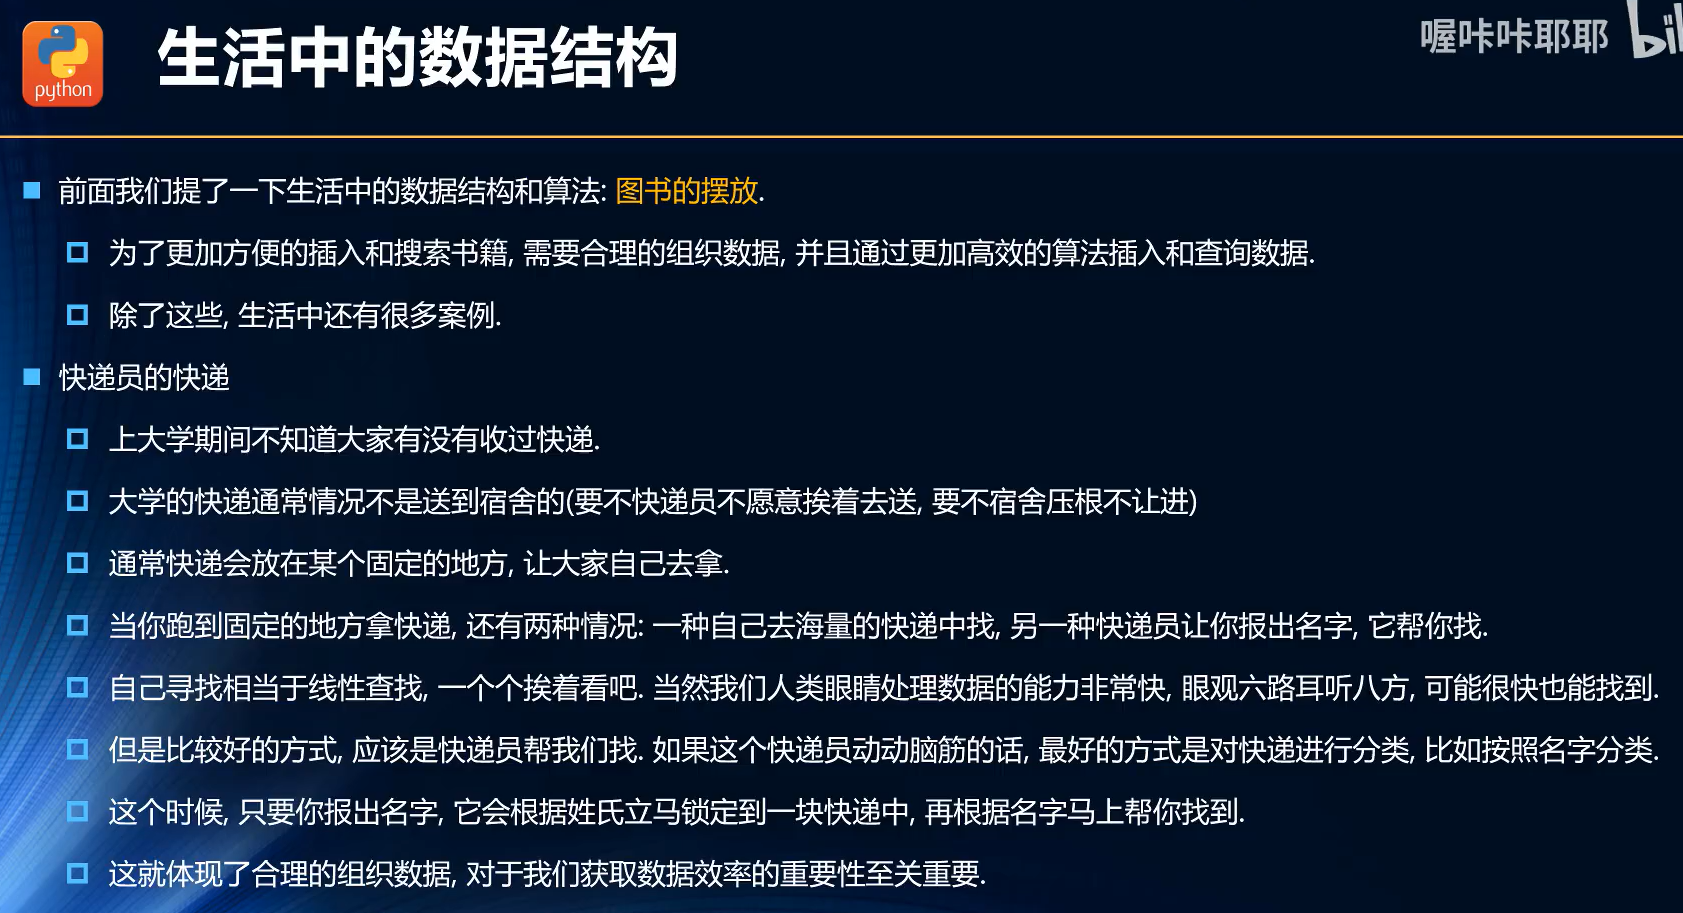 python
生活中的数据结构
喔咔咔耶耶
前面我们提了一下生活中的数据结构和算法: 图书的摆放.
为了更加方便的插入和搜索书籍, 需要合理的组织数据, 并且通过更加高效的算法插入和查询数据.
除了这些, 生活中还有很多案例.
快递员的快递
上大学期间不知道大家有没有收过快递.
大学的快递通常情况不是送到宿舍的(要不快递员不愿意挨着去送, 要不宿舍压根不让进)
通常快递会放在某个固定的地方, 让大家自己去拿.
当你跑到固定的地方拿快递, 还有两种情况: 一种自己去海量的快递中找, 另一种快递员让你报出名字, 它帮你找.
自己寻找相当于线性查找, 一个个挨着看吧. 当然我们人类眼睛处理数据的能力非常快, 眼观六路耳听八方, 可能很快也能找到.
但是比较好的方式, 应该是快递员帮我们找. 如果这个快递员动动脑筋的话, 最好的方式是对快递进行分类, 比如按照名字分类.
这个时候, 只要你报出名字, 它会根据姓氏立马锁定到一块快递中, 再根据名字马上帮你找到.
这就体现了合理的组织数据, 对于我们获取数据效率的重要性至关重要.